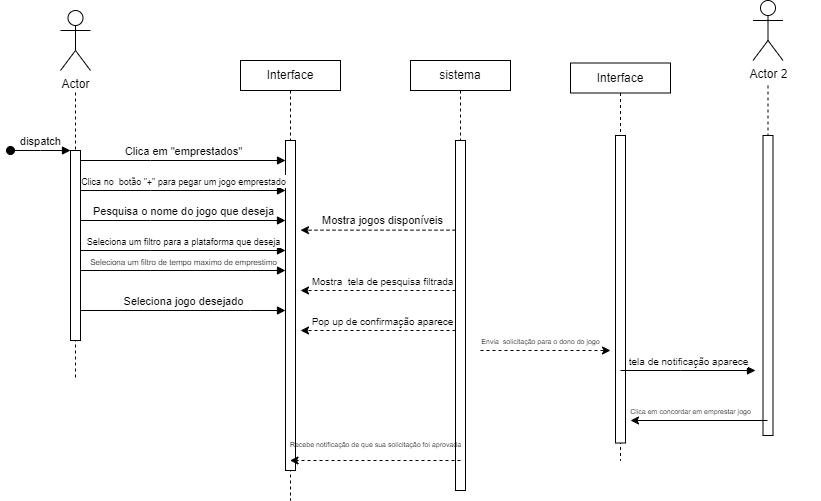 Actor
Interface
sistema
Interface
Actor 2
dispatch
Clica em "emprestados"
Clica no botão "+" para pegar um jogo emprestado
Pesquisa o nome do jogo que deseja
Mostra jogos disponíveis
Seleciona um filtro para a plataforma que deseja
Seleciona um filtro de tempo maximo de emprestimo
Mostra tela de pesquisa filtrada
Seleciona jogo desejado
Pop up de confirmação aparece
Envia solicitação para o dono do jogo
tela de notificação aparece
Clica em concordar em emprestar jogo
Recebe notificação de que sua solicitação foi aprovada